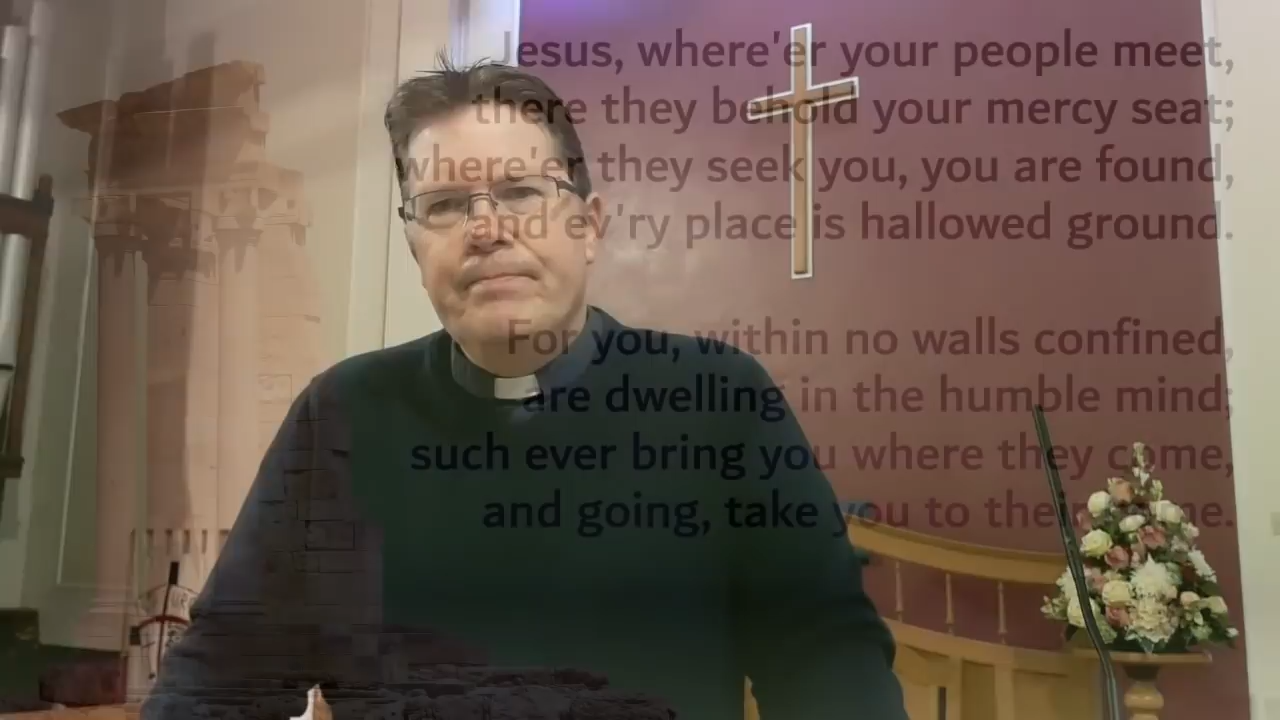 Jesus, where'er your people meet,
there they behold your mercy seat;
where'er they seek you, you are found,
and ev'ry place is hallowed ground.
For you, within no walls confined,
are dwelling in the humble mind;
such ever bring you where they come,
and going, take you to their home.